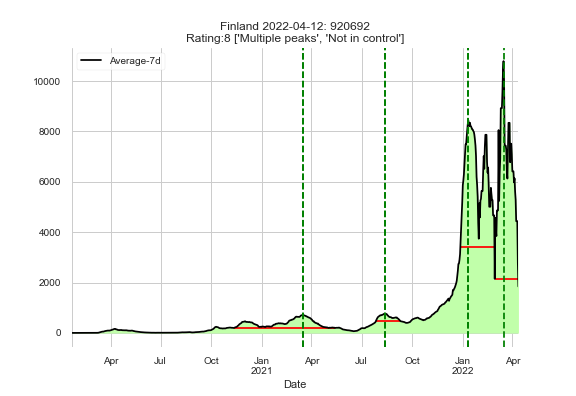 Finland 2022-04-12: 920692
Rating:8 ['Multiple peaks', 'Not in control']
Average-7d
10000
8000
6000
4000
2000
0
Apr
Jul
Oct
Jan
2021
Apr
Jul
Oct
Jan
2022
Apr
Date